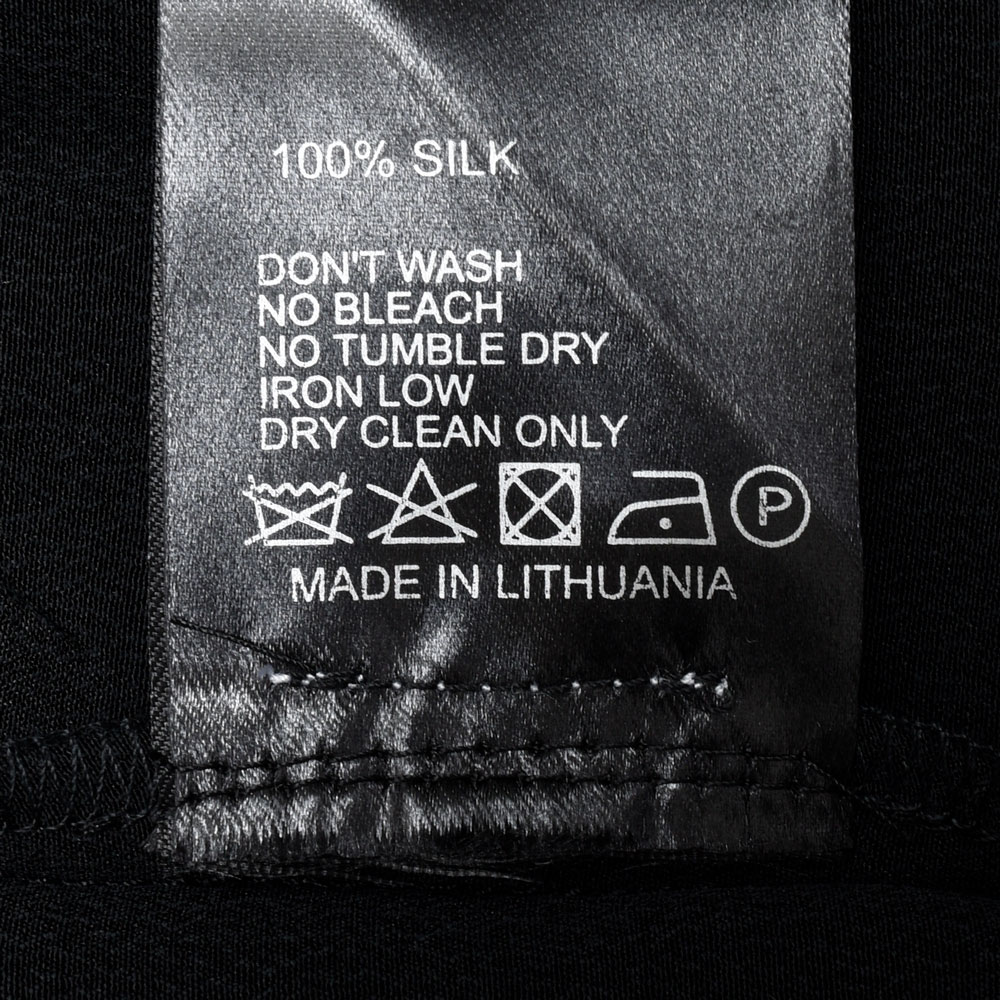 100% SILK
DON'T WASH
NO BLEACH
NO TUMBLE DRY
IRON LOW
DRY CLEAN ONLY
P
MADE IN LITHUANIA